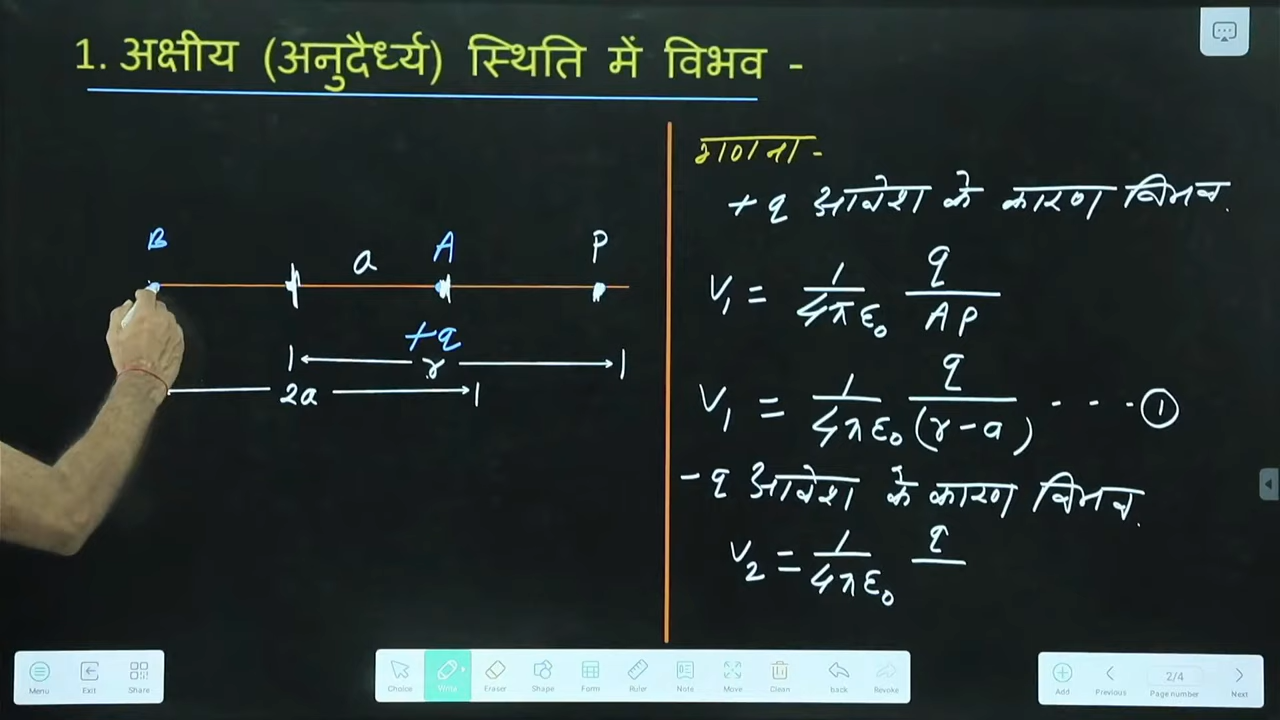 1. अक्षीय (अनुदैर्ध्य) स्थिति में विभव -
B a A P
+q
r
2a
गणना -
+q आवेश के कारण विभव.
V₁ = 1/4πε₀ q/AP
V₁ = 1/4πε₀ q/(r-a) - - - ①
-q आवेश के कारण विभव.
V₂ = 1/4πε₀ q/
Menu Exit Share Choice Write Eraser Shape Form Ruler Note Move Clean back Revoke Add Previous 2/4 Page number Next